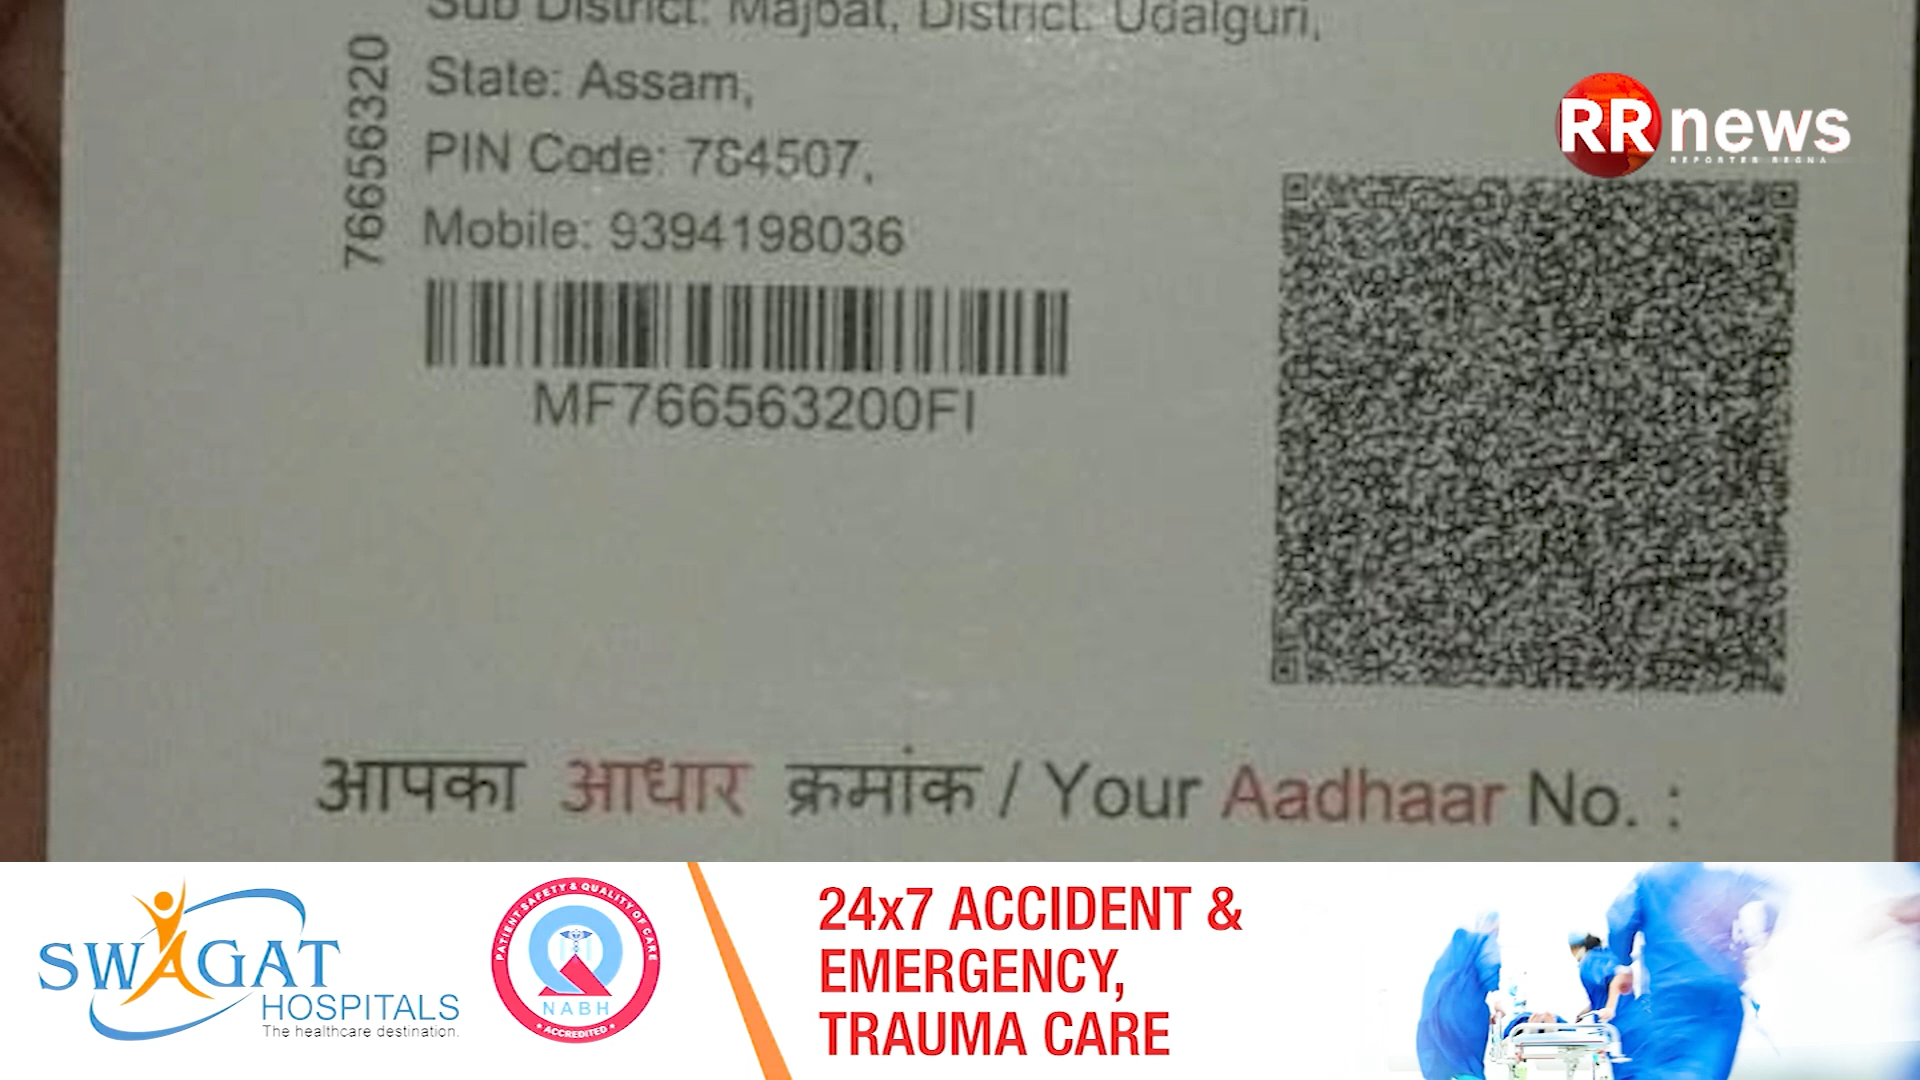 Sub District: Majbat, District: Udalguri,
State: Assam,
PIN Code: 784507,
Mobile: 9394198036
76656320
MF766563200FI
आपका आधार क्रमांक / Your Aadhaar No. :
RR news
REPORTER REGNA
SWAGAT
HOSPITALS
The healthcare destination.
PATIENT SAFETY & QUALITY OF CARE
NABH
ACCREDITED
24x7 ACCIDENT &
EMERGENCY,
TRAUMA CARE